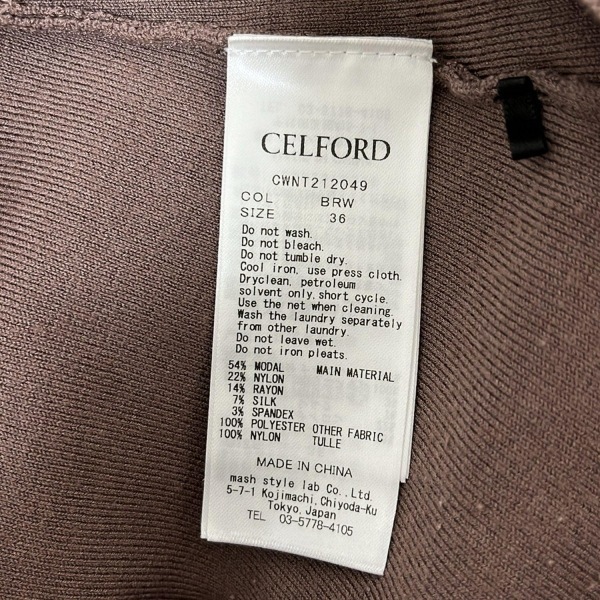 CELFORD
CWNT212049
COL BRW
SIZE 36
Do not wash.
Do not bleach.
Do not tumble dry.
Cool iron, use press cloth.
Dryclean, petroleum
solvent only, short cycle.
Use the net when cleaning.
Wash the laundry separately
from other laundry.
Do not leave wet.
Do not iron pleats.
54% MODAL MAIN MATERIAL
22% NYLON
14% RAYON
7% SILK
3% SPANDEX
100% POLYESTER OTHER FABRIC
100% NYLON TULLE
MADE IN CHINA
mash style lab Co., Ltd.
5-7-1 Kojimachi, Chiyoda-Ku
Tokyo, Japan
TEL 03-5778-4105